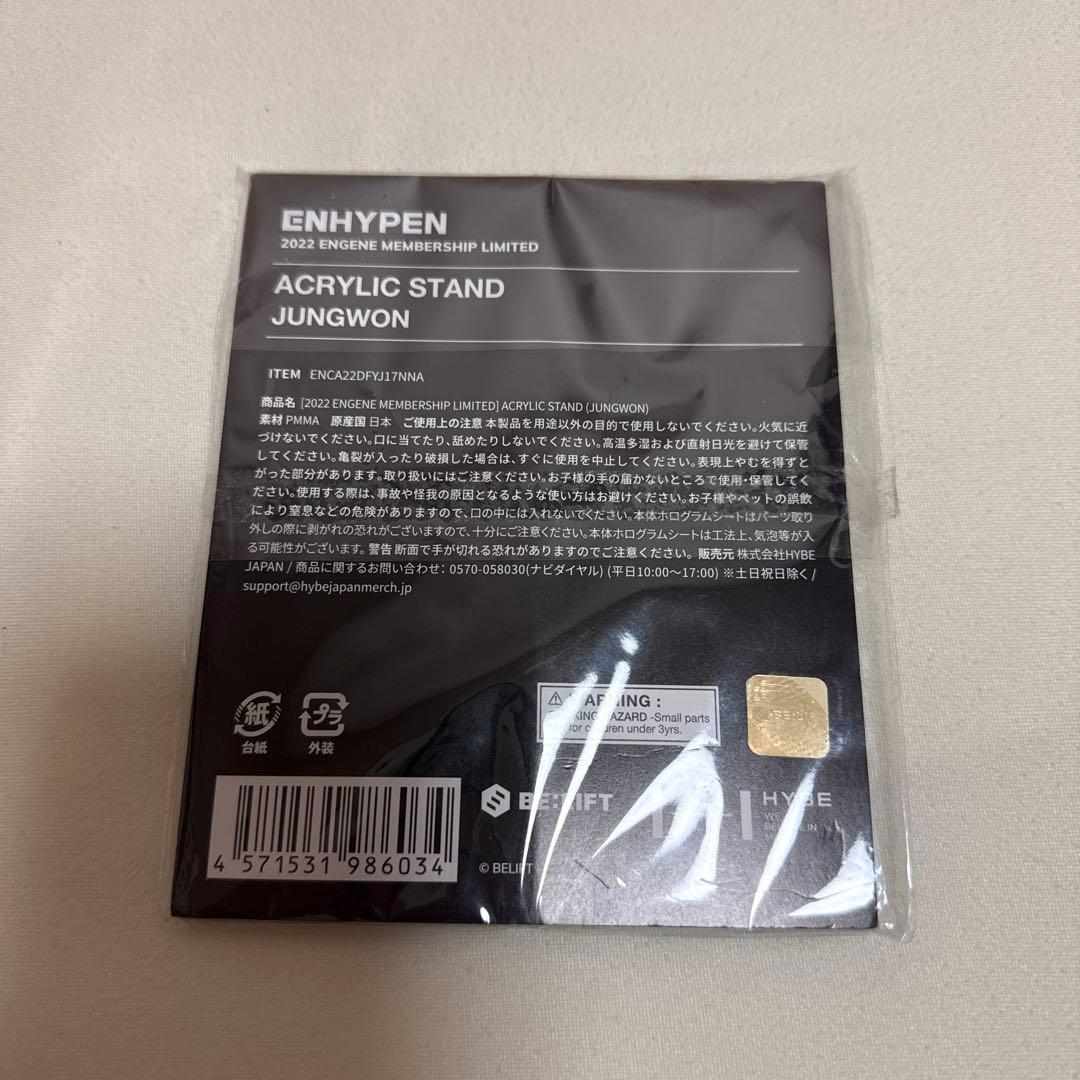 ENHYPEN
2022 ENGENE MEMBERSHIP LIMITED
ACRYLIC STAND
JUNGWON
ITEM ENCA22DFYJ17NNA
商品名 [2022 ENGENE MEMBERSHIP LIMITED] ACRYLIC STAND (JUNGWON)
素材 PMMA 原産国 日本 ご使用上の注意 本製品を用途以外の目的で使用しないでください。火気に近
づけないでください。口に当てたり、舐めたりしないでください。高温多湿および直射日光を避けて保管
してください。亀裂が入ったり破損した場合は、すぐに使用を中止してください。表現上やむを得ずと
がった部分があります。取り扱いにはご注意ください。お子様の手の届かないところで使用・保管してく
ださい。使用する際は、事故や怪我の原因となるような使い方はお避けください。お子様やペットの誤飲
により窒息などの危険がありますので、口の中には入れないでください。本体ホログラムシートはパーツ取り
外しの際に剥がれの恐れがございますので、十分にご注意ください。本体ホログラムシートは工法上、気泡等が入
る可能性がございます。警告 断面で手が切れる恐れがありますのでご注意ください。 販売元 株式会社HYBE
JAPAN / 商品に関するお問い合わせ: 0570-058030(ナビダイヤル) (平日10:00～17:00) ※土日祝日除く /
support@hybejapanmerch.jp
紙
台紙
プラ
外装
WARNING :
HAZARD -Small parts
for children under 3yrs.
BE:LIFT
HYBE
4 571531 986034
© BELIFT